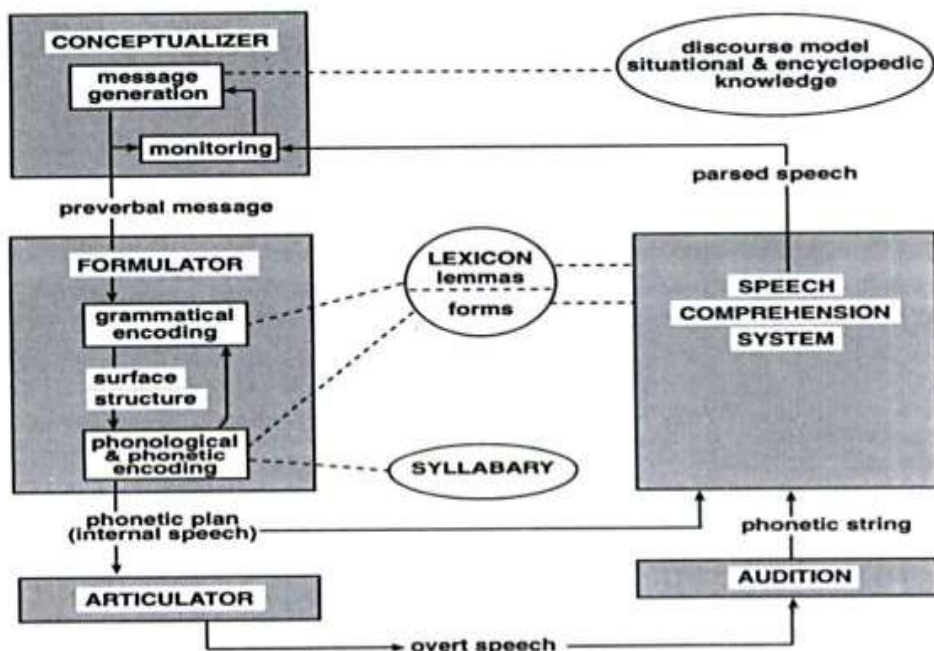 CONCEPTUALIZER
message
generation
monitoring
discourse model
situational & encyclopedic
knowledge
parsed speech
preverbal message
FORMULATOR
grammatical
encoding
surface
structure
phonological
& phonetic
encoding
LEXICON
lemmas
forms
SYLLABARY
SPEECH
COMPREHENSION
SYSTEM
phonetic plan
(internal speech)
phonetic string
ARTICULATOR
AUDITION
overt speech